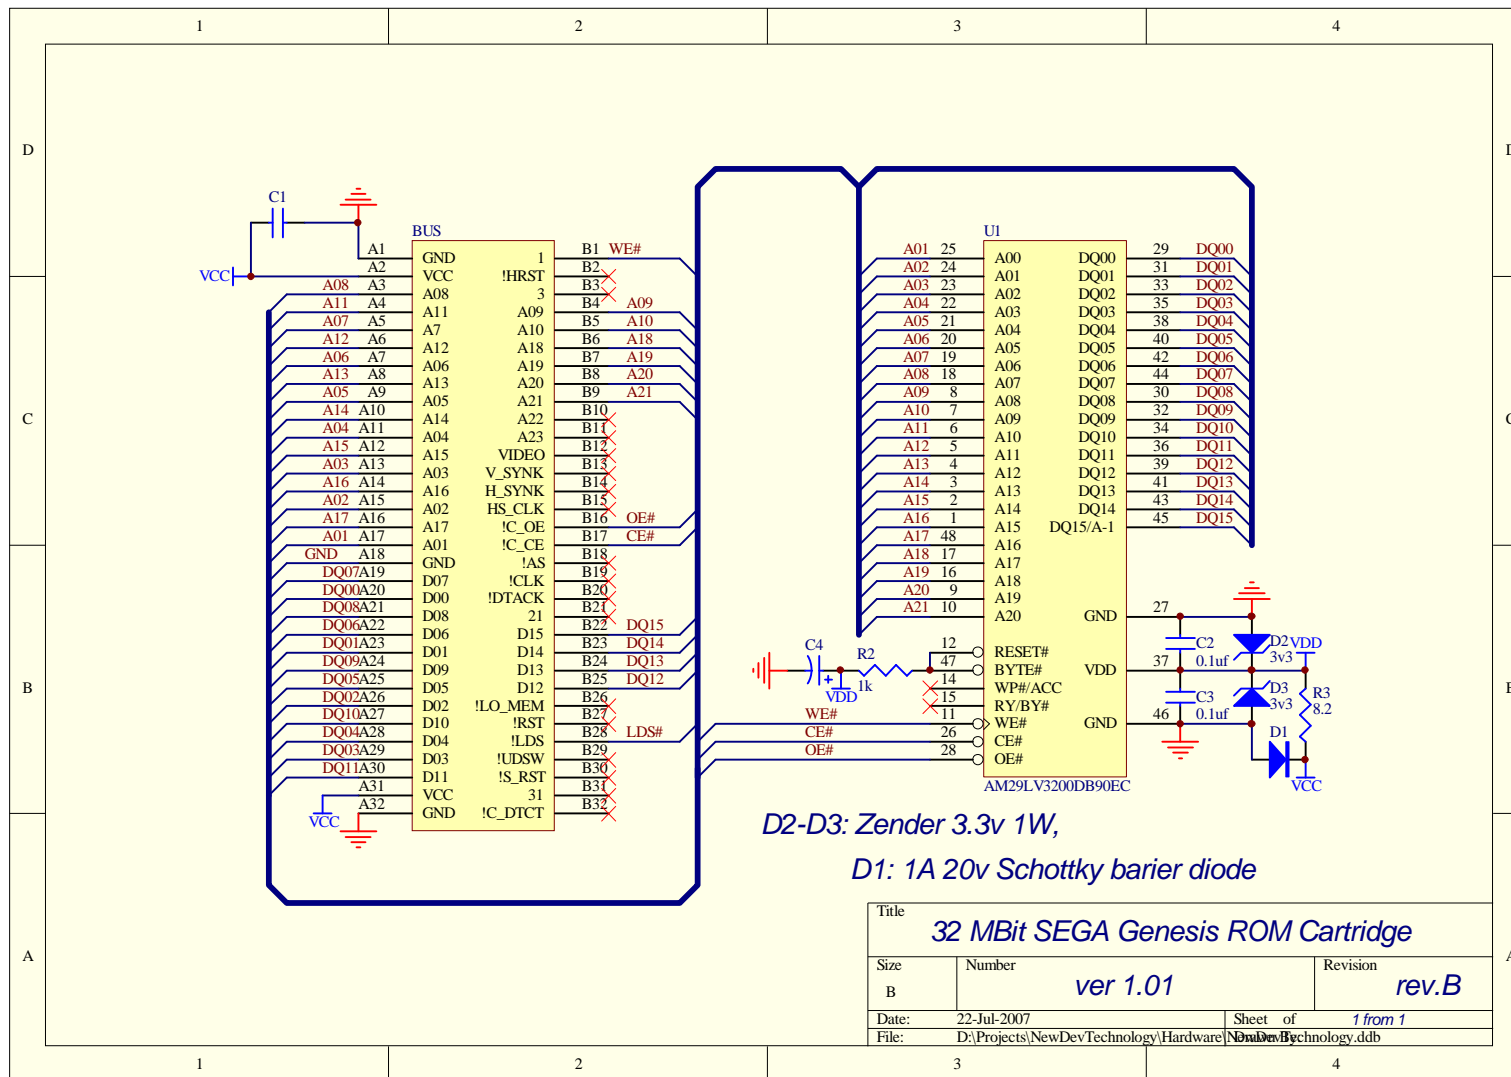 1 2 3 4
D
C
B
A
D
C
B
A
C1
VCC
BUS
A1 GND 1 B1 WE#
A2 VCC !HRST B2
A08 A3 A08 3 B3
A11 A4 A11 A09 B4 A09
A07 A5 A7 A10 B5 A10
A12 A6 A12 A18 B6 A18
A06 A7 A06 A19 B7 A19
A13 A8 A13 A20 B8 A20
A05 A9 A05 A21 B9 A21
A14 A10 A14 A22 B10
A04 A11 A04 A23 B11
A15 A12 A15 VIDEO B12
A03 A13 A03 V_SYNK B13
A16 A14 A16 H_SYNK B14
A02 A15 A02 HS_CLK B15
A17 A16 A17 !C_OE B16 OE#
A01 A17 A01 !C_CE B17 CE#
GND A18 GND !AS B18
DQ07 A19 D07 !CLK B19
DQ00 A20 D00 !DTACK B20
DQ08 A21 D08 21 B21
DQ06 A22 D06 D15 B22 DQ15
DQ01 A23 D01 D14 B23 DQ14
DQ09 A24 D09 D13 B24 DQ13
DQ05 A25 D05 D12 B25 DQ12
DQ02 A26 D02 !LO_MEM B26
DQ10 A27 D10 !RST B27
DQ04 A28 D04 !LDS B28 LDS#
DQ03 A29 D03 !UDSW B29
DQ11 A30 D11 !S_RST B30
A31 VCC 31 B31
A32 GND !C_DTCT B32
VCC
U1
A01 25 A00 DQ00 29 DQ00
A02 24 A01 DQ01 31 DQ01
A03 23 A02 DQ02 33 DQ02
A04 22 A03 DQ03 35 DQ03
A05 21 A04 DQ04 38 DQ04
A06 20 A05 DQ05 40 DQ05
A07 19 A06 DQ06 42 DQ06
A08 18 A07 DQ07 44 DQ07
A09 8 A08 DQ08 30 DQ08
A10 7 A09 DQ09 32 DQ09
A11 6 A10 DQ10 34 DQ10
A12 5 A11 DQ11 36 DQ11
A13 4 A12 DQ12 39 DQ12
A14 3 A13 DQ13 41 DQ13
A15 2 A14 DQ14 43 DQ14
A16 1 A15 DQ15/A-1 45 DQ15
A17 48 A16
A18 17 A17
A19 16 A18
A20 9 A19
A21 10 A20 GND 27
12 RESET#
47 BYTE# VDD 37
14 WP#/ACC
15 RY/BY#
WE# 11 WE# GND 46
CE# 26 CE#
OE# 28 OE#
AM29LV3200DB90EC
C4
+
VDD
R2
1k
C2
0.1uf
C3
0.1uf
D2
3v3
VDD
D3
3v3
R3
8.2
D1
VCC
D2-D3: Zender 3.3v 1W,
D1: 1A 20v Schottky barier diode
Title
32 MBit SEGA Genesis ROM Cartridge
Size
B
Number
ver 1.01
Revision
rev.B
Date: 22-Jul-2007 Sheet of 1 from 1
File: D:\Projects\NewDevTechnology\Hardware\NewDevTechnology.ddb
1 2 3 4